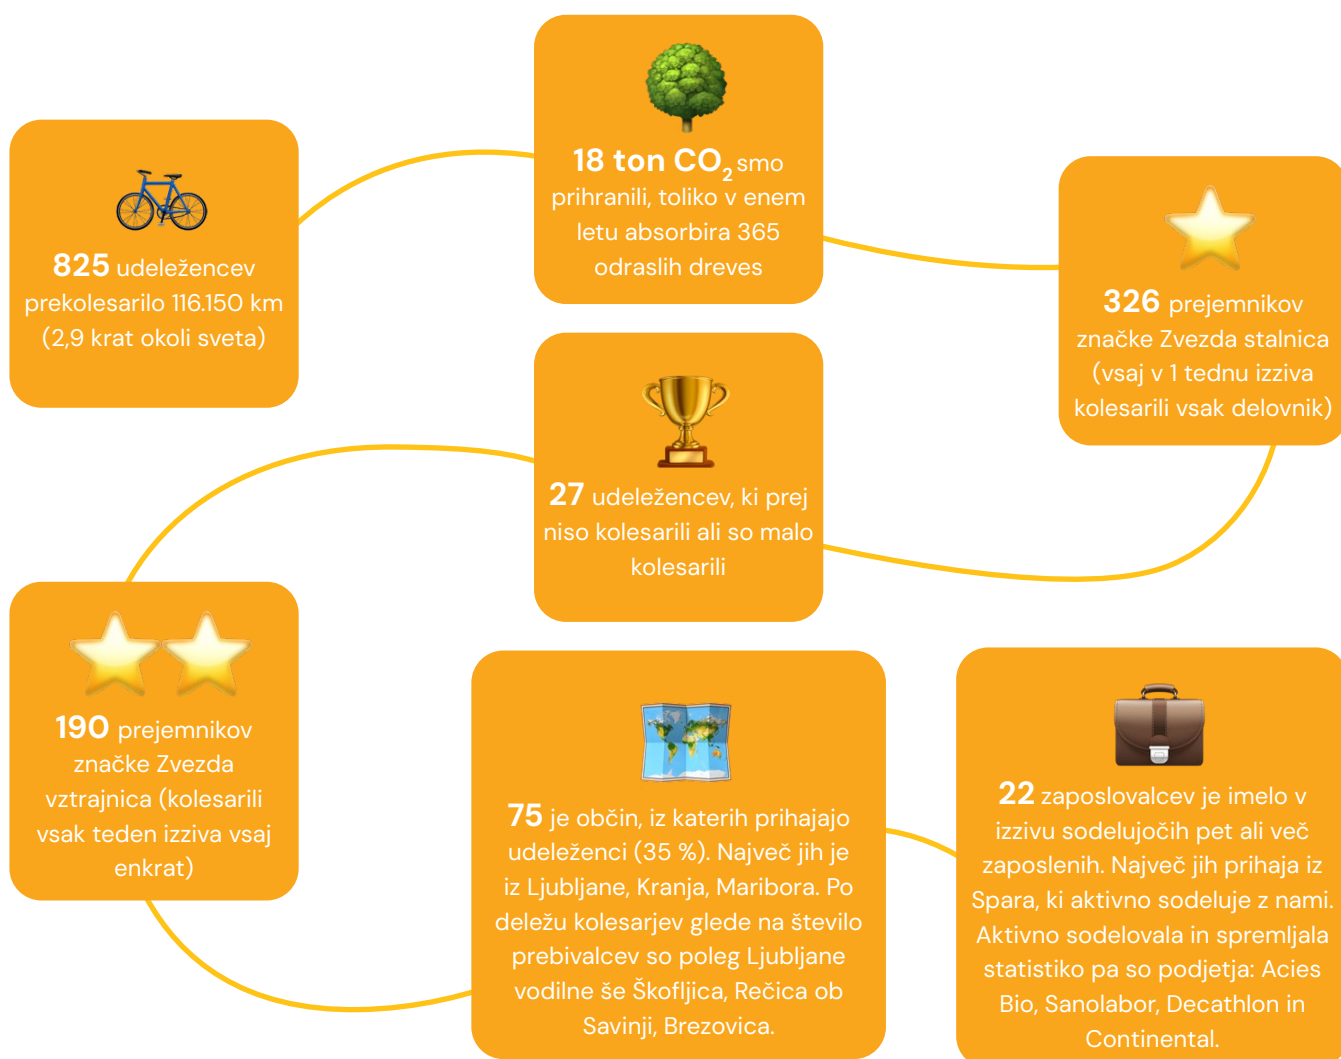 825 udeležencev
prekolesarilo 116.150 km
(2,9 krat okoli sveta)
18 ton CO₂ smo
prihranili, toliko v enem
letu absorbira 365
odraslih dreves
326 prejemnikov
značke Zvezda stalnica
(vsaj v 1 tednu izziva
kolesarili vsak delovnik)
27 udeležencev, ki prej
niso kolesarili ali so malo
kolesarili
190 prejemnikov
značke Zvezda
vztrajnica (kolesarili
vsak teden izziva vsaj
enkrat)
75 je občin, iz katerih prihajajo
udeleženci (35 %). Največ jih je
iz Ljubljane, Kranja, Maribora. Po
deležu kolesarjev glede na število
prebivalcev so poleg Ljubljane
vodilne še Škofljica, Rečica ob
Savinji, Brezovica.
22 zaposlovalcev je imelo v
izzivu sodelujočih pet ali več
zaposlenih. Največ jih prihaja iz
Spara, ki aktivno sodeluje z nami.
Aktivno sodelovala in spremljala
statistiko pa so podjetja: Acies
Bio, Sanolabor, Decathlon in
Continental.